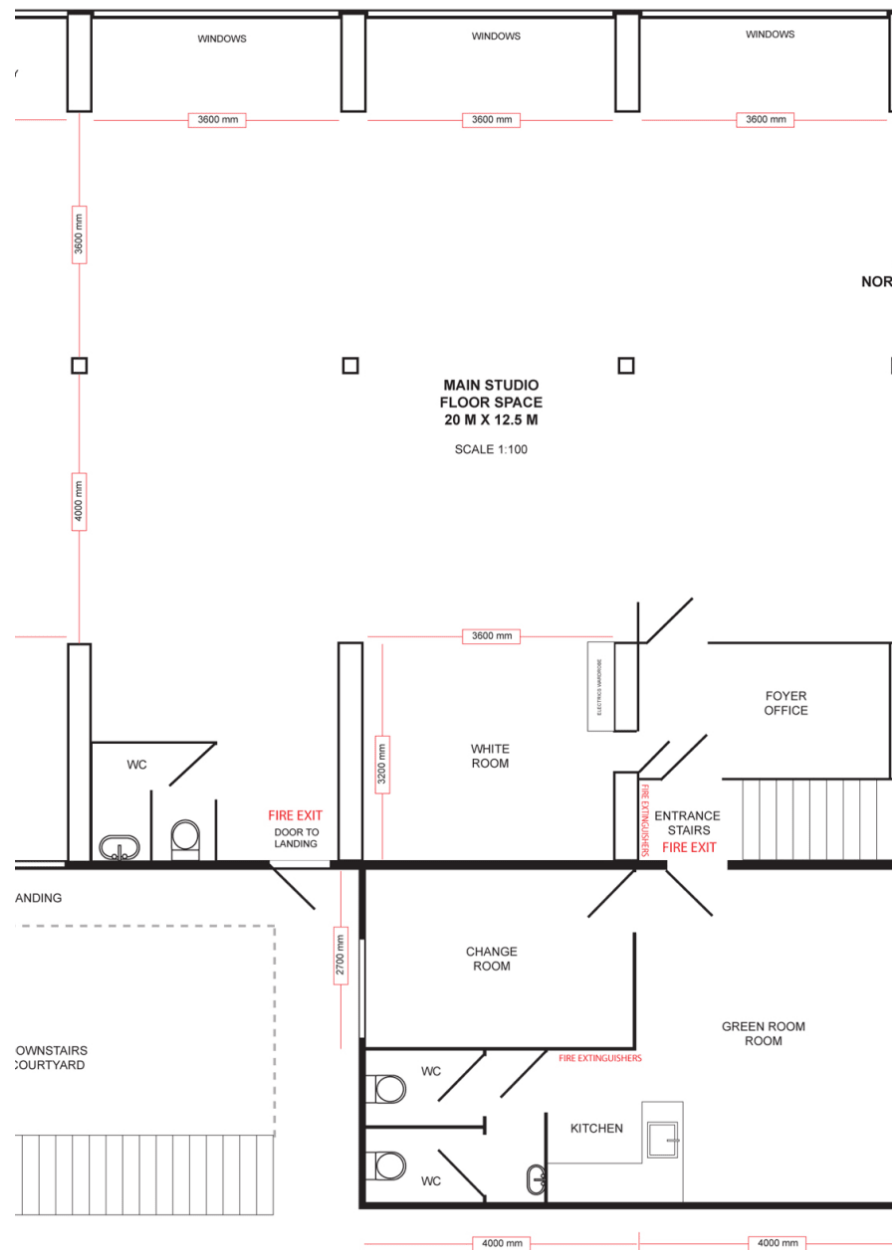 WINDOWS
WINDOWS
WINDOWS
Y
3600 mm
3600 mm
3600 mm
3600 mm
NOR
MAIN STUDIO
FLOOR SPACE
20 M X 12.5 M
SCALE 1:100
4000 mm
3600 mm
ELECTRICS WARDROBE
FOYER
OFFICE
WC
WHITE
ROOM
3200 mm
FIRE EXIT
DOOR TO
LANDING
FIRE EXTINGUISHERS
ENTRANCE
STAIRS
FIRE EXIT
ANDING
2700 mm
CHANGE
ROOM
GREEN ROOM
ROOM
OWNSTAIRS
COURTYARD
FIRE EXTINGUISHERS
WC
KITCHEN
WC
4000 mm
4000 mm